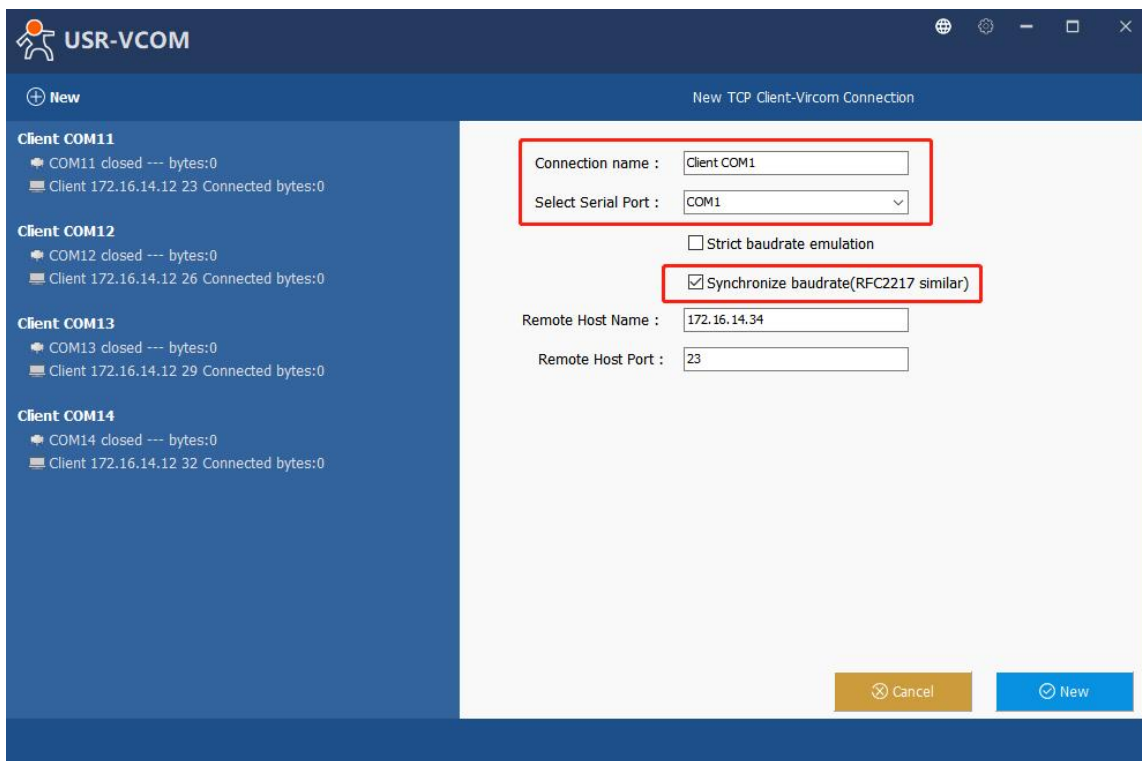 USR-VCOM
New
New TCP Client-Vircom Connection
Client COM11
COM11 closed --- bytes:0
Client 172.16.14.12 23 Connected bytes:0
Client COM12
COM12 closed --- bytes:0
Client 172.16.14.12 26 Connected bytes:0
Client COM13
COM13 closed --- bytes:0
Client 172.16.14.12 29 Connected bytes:0
Client COM14
COM14 closed --- bytes:0
Client 172.16.14.12 32 Connected bytes:0
Connection name : Client COM1
Select Serial Port : COM1
Strict baudrate emulation
Synchronize baudrate(RFC2217 similar)
Remote Host Name : 172.16.14.34
Remote Host Port : 23
Cancel
New